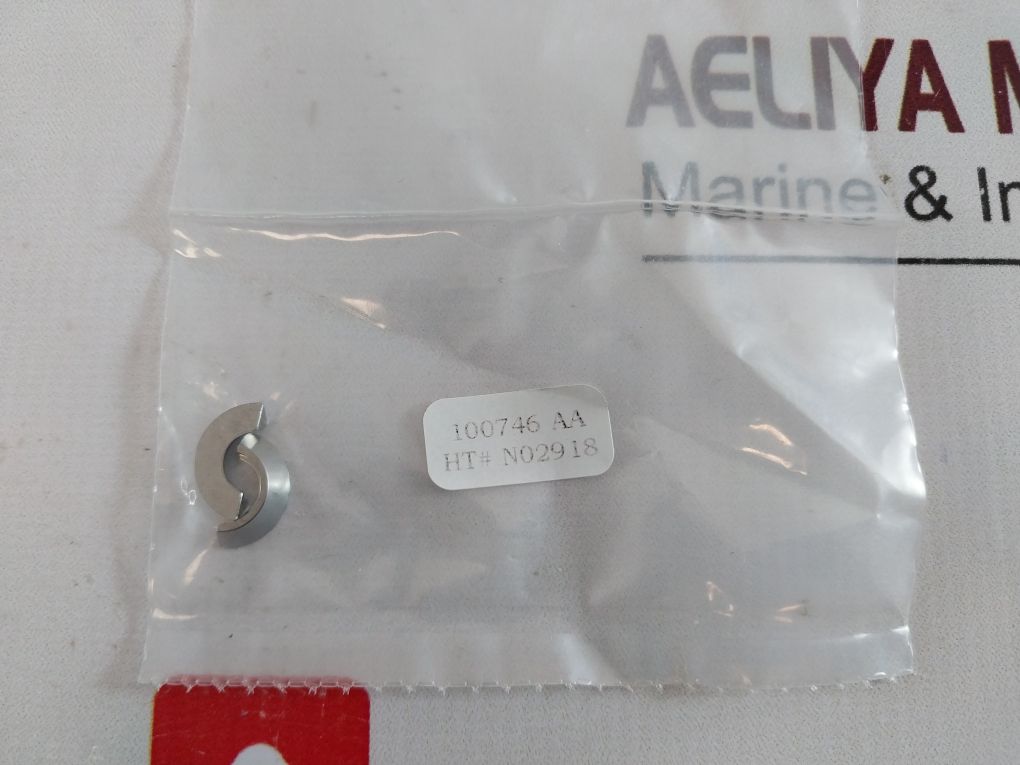 AELIYA M
Marine & In
100746 AA
HT# N02918